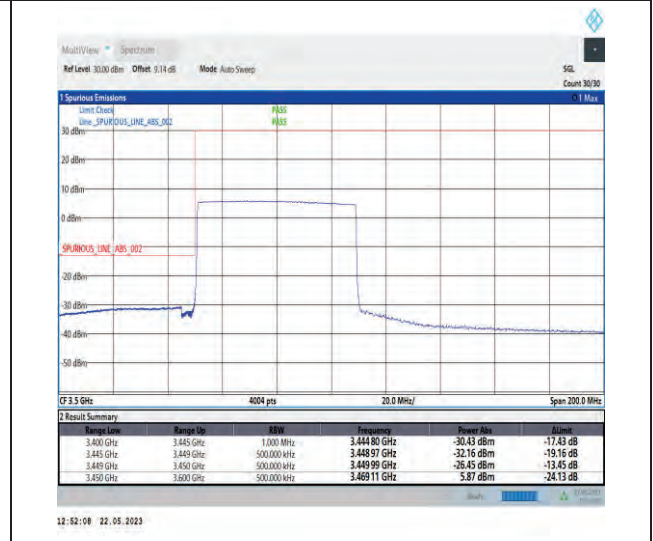 MultiView Spectrum
Ref Level 30.00 dBm Offset 9.14 dB Mode Auto Sweep SGL
Count 30/30
1 Spurious Emissions 1 Max
Limit Check PASS
Line _SPURIOUS_LINE_ABS_002 PASS
30 dBm
20 dBm
10 dBm
0 dBm
_SPURIOUS_LINE_ABS_002
-20 dBm
-30 dBm
-40 dBm
-50 dBm
CF 3.5 GHz 4004 pts 20.0 MHz/ Span 200.0 MHz
2 Result Summary
Range Low Range Up RBW Frequency Power Abs ΔLimit
3.400 GHz 3.445 GHz 1.000 MHz 3.444 80 GHz -30.43 dBm -17.43 dB
3.445 GHz 3.449 GHz 500.000 kHz 3.448 97 GHz -32.16 dBm -19.16 dB
3.449 GHz 3.450 GHz 500.000 kHz 3.449 99 GHz -26.45 dBm -13.45 dB
3.450 GHz 3.600 GHz 500.000 kHz 3.469 11 GHz 5.87 dBm -24.13 dB
Ready
12:52:08 22.05.2023